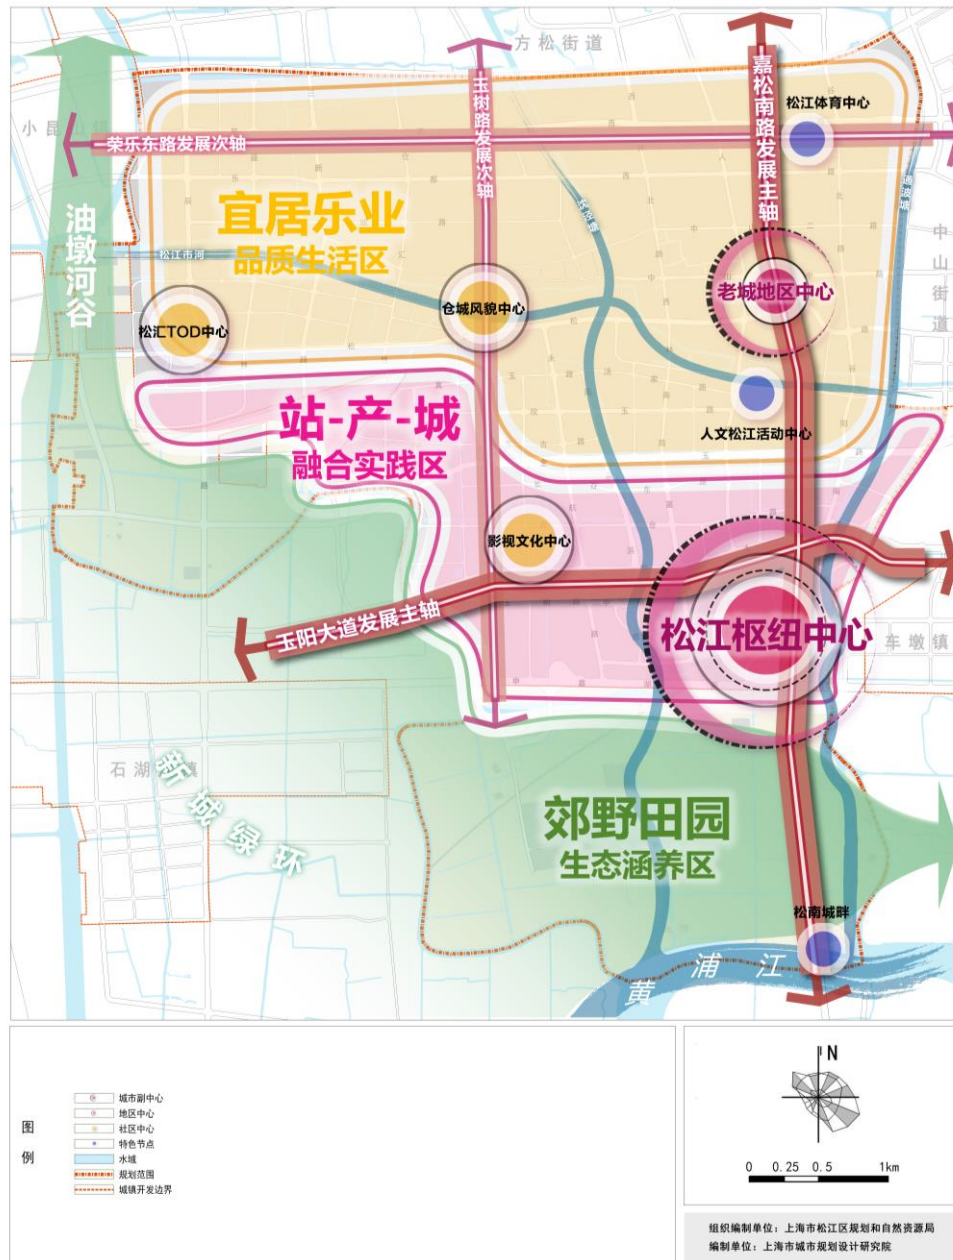 方松街道
小昆山镇
荣乐东路发展次轴
玉树路发展次轴
嘉松南路发展主轴
松江体育中心
油墩河谷
宜居乐业
品质生活区
松江市河
中山街道
老城地区中心
仓城风貌中心
松汇TOD中心
人文松江活动中心
站-产-城
融合实践区
影视文化中心
玉阳大道发展主轴
松江枢纽中心
车墩镇
石湖荡镇
新城绿环
郊野田园
生态涵养区
松南城畔
黄浦江
图例
城市副中心
地区中心
社区中心
特色节点
水域
规划范围
城镇开发边界
N
0 0.25 0.5 1km
组织编制单位：上海市松江区规划和自然资源局
编制单位：上海市城市规划设计研究院